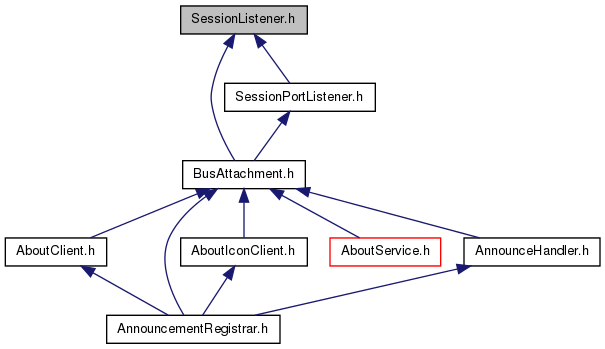 SessionListener.h
SessionPortListener.h
BusAttachment.h
AboutClient.h
AboutIconClient.h
AboutService.h
AnnounceHandler.h
AnnouncementRegistrar.h